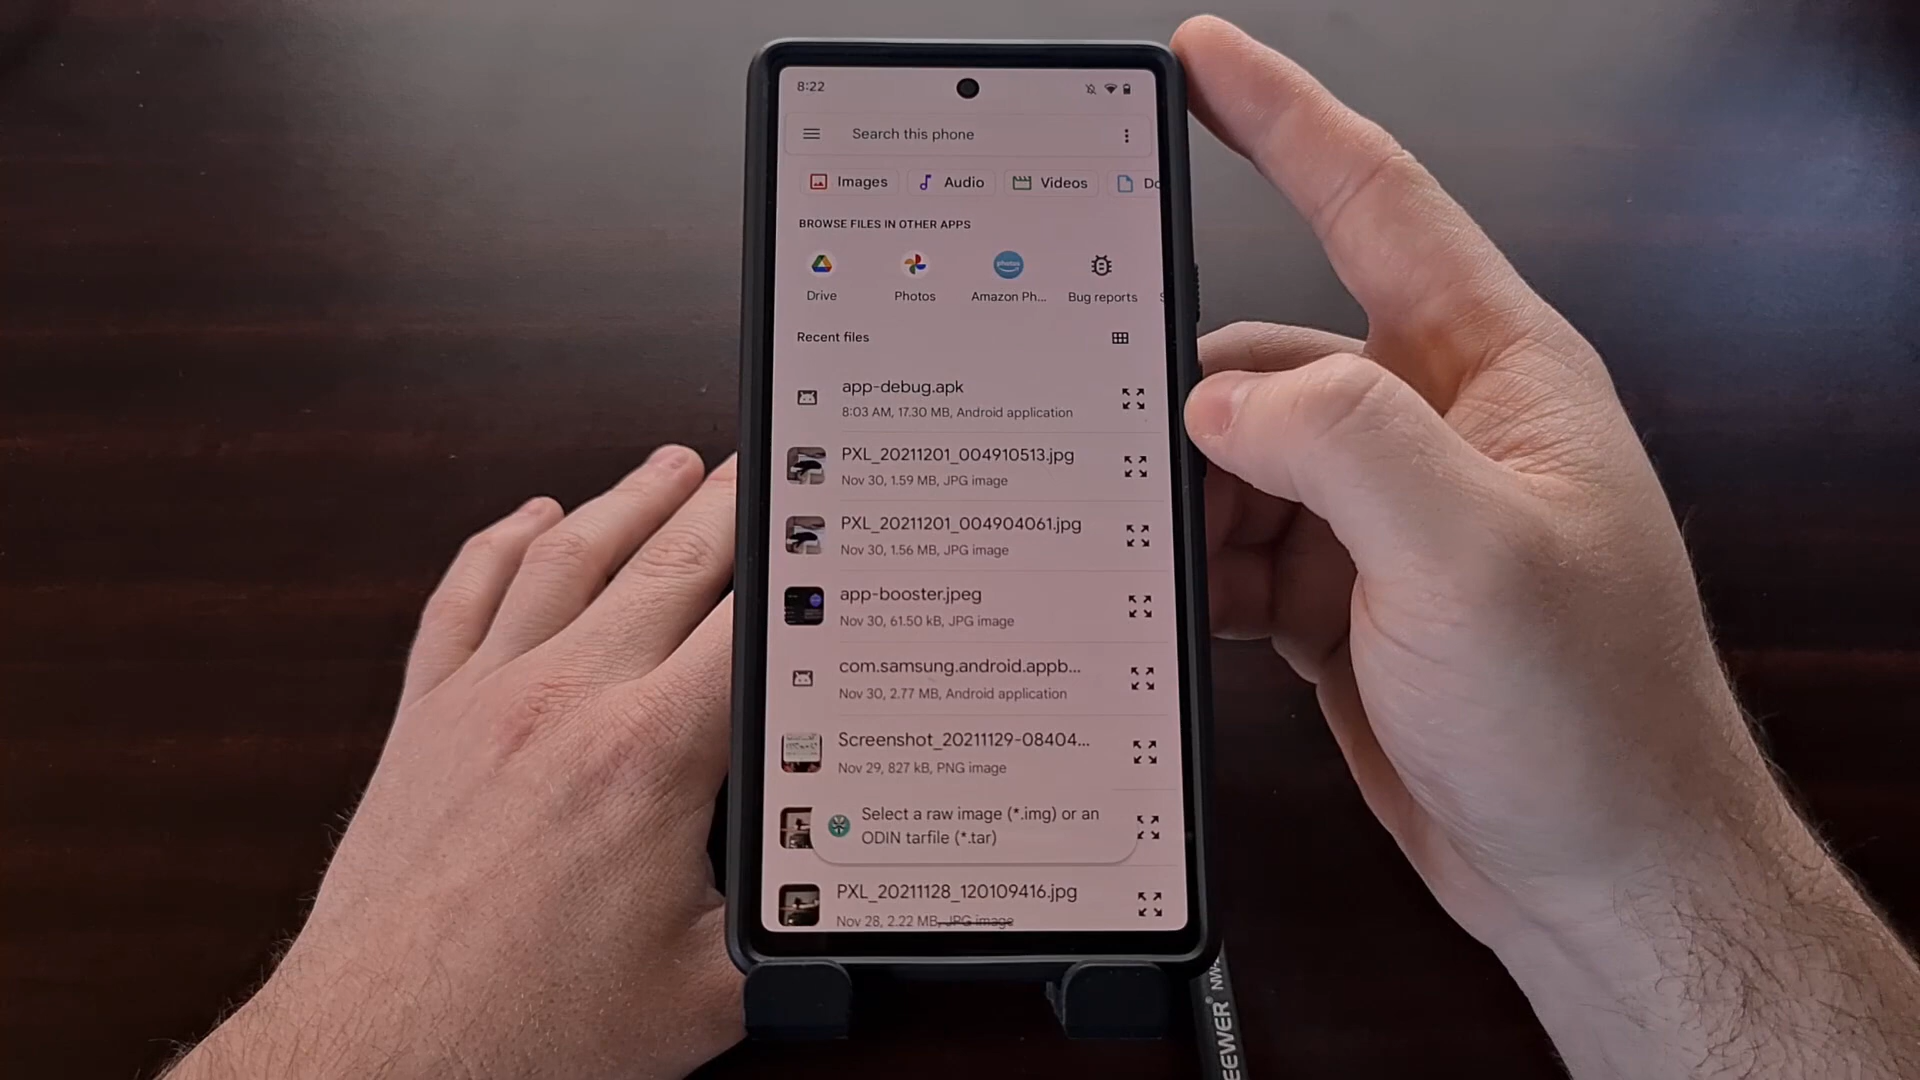 8:22
Search this phone
Images
Audio
Videos
Do
BROWSE FILES IN OTHER APPS
Drive
Photos
photos
Amazon Ph...
Bug reports
Recent files
app-debug.apk
8:03 AM, 17.30 MB, Android application
PXL_20211201_004910513.jpg
Nov 30, 1.59 MB, JPG image
PXL_20211201_004904061.jpg
Nov 30, 1.56 MB, JPG image
app-booster.jpeg
Nov 30, 61.50 kB, JPG image
com.samsung.android.appb...
Nov 30, 2.77 MB, Android application
Screenshot_20211129-08404...
Nov 29, 827 kB, PNG image
Select a raw image (*.img) or an
ODIN tarfile (*.tar)
PXL_20211128_120109416.jpg
Nov 28, 2.22 MB, JPG image
EEWER® NW